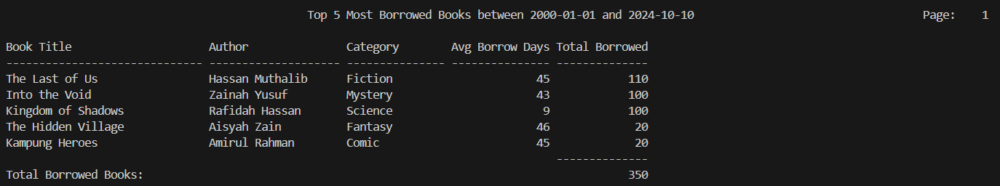 Top 5 Most Borrowed Books between 2000-01-01 and 2024-10-10 Page: 1
Book Title Author Category Avg Borrow Days Total Borrowed
------------------------------ -------------------- --------------- --------------- --------------
The Last of Us Hassan Muthalib Fiction 45 110
Into the Void Zainah Yusuf Mystery 43 100
Kingdom of Shadows Rafidah Hassan Science 9 100
The Hidden Village Aisyah Zain Fantasy 46 20
Kampung Heroes Amirul Rahman Comic 45 20
--------------
Total Borrowed Books: 350